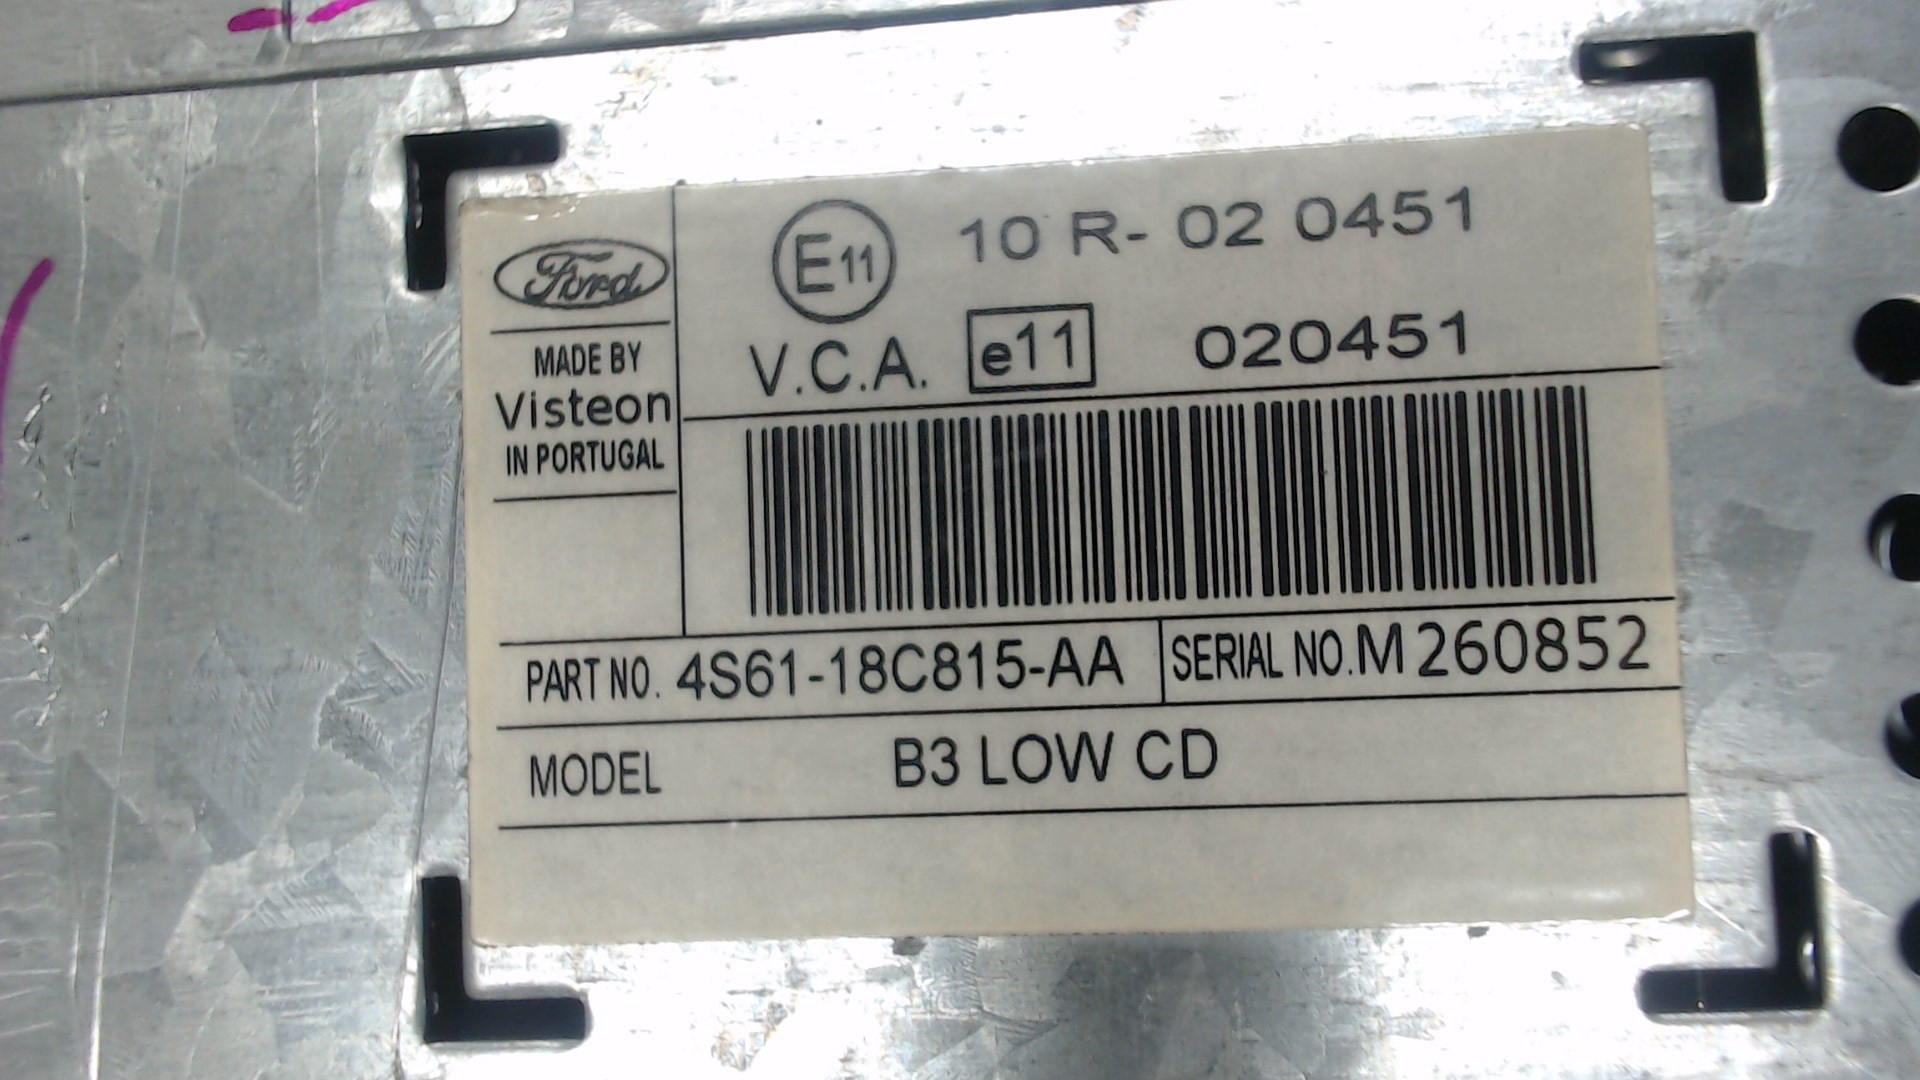 Ford
MADE BY
Visteon
IN PORTUGAL
E11 10 R- 02 0451
V.C.A. e11 020451
PART NO. 4S61-18C815-AA SERIAL NO. M260852
MODEL B3 LOW CD